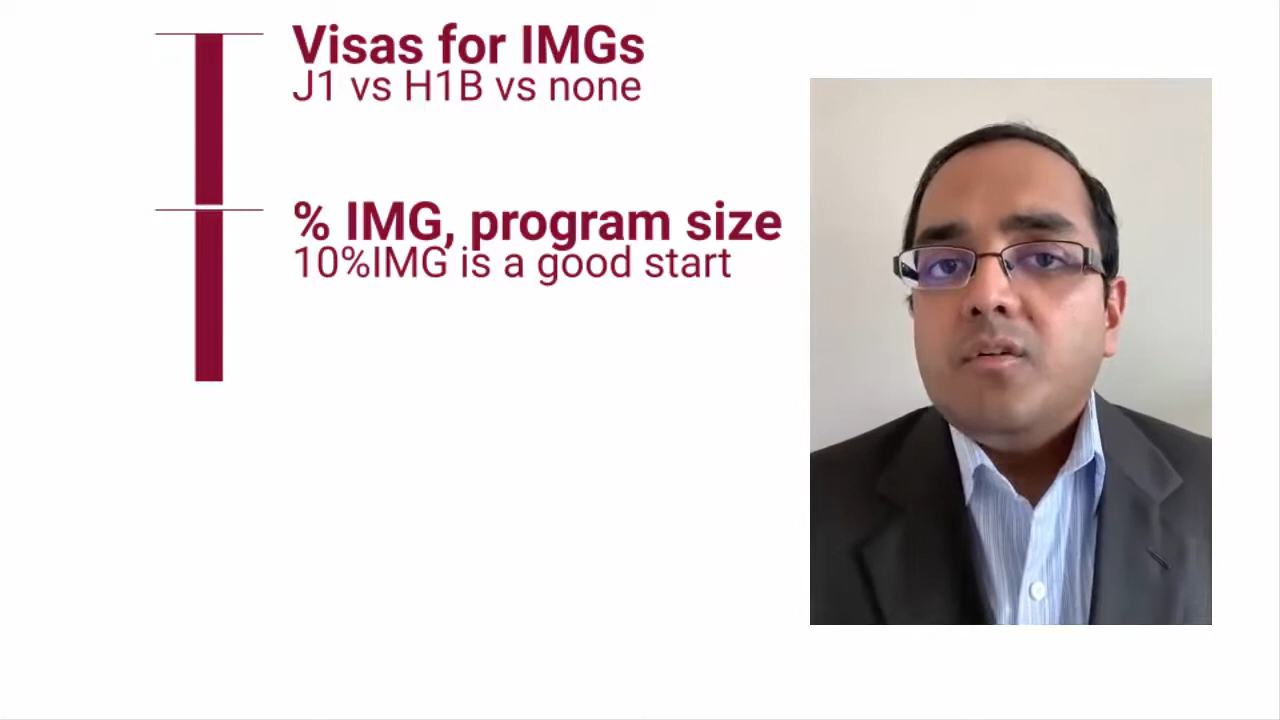 Visas for IMGs
J1 vs H1B vs none
% IMG, program size
10%IMG is a good start